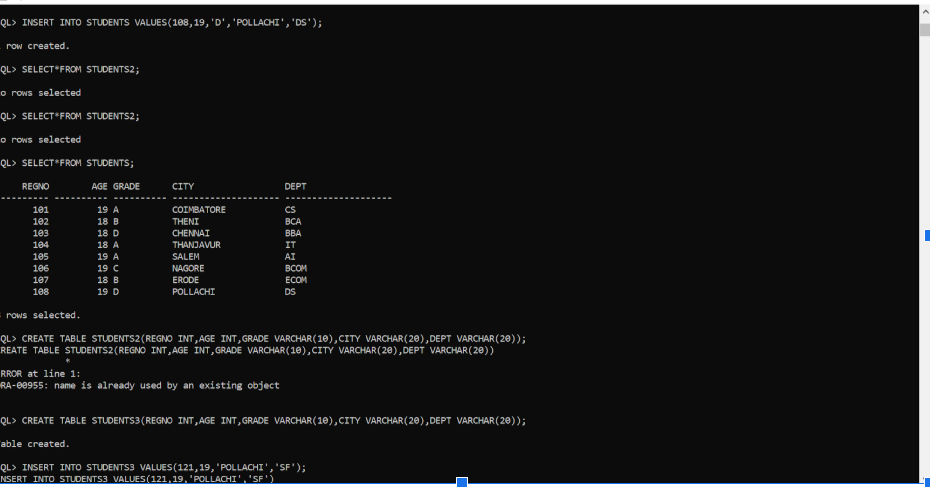 QL> INSERT INTO STUDENTS VALUES(108,19,'D','POLLACHI','DS');
row created.
QL> SELECT*FROM STUDENTS2;
o rows selected
QL> SELECT*FROM STUDENTS2;
o rows selected
QL> SELECT*FROM STUDENTS;
REGNO AGE GRADE CITY DEPT
--------- ---------- ---------- -------------------- --------------------
101 19 A COIMBATORE CS
102 18 B THENI BCA
103 18 D CHENNAI BBA
104 18 A THANJAVUR IT
105 19 A SALEM AI
106 19 C NAGORE BCOM
107 18 B ERODE ECOM
108 19 D POLLACHI DS
rows selected.
QL> CREATE TABLE STUDENTS2(REGNO INT,AGE INT,GRADE VARCHAR(10),CITY VARCHAR(20),DEPT VARCHAR(20));
REATE TABLE STUDENTS2(REGNO INT,AGE INT,GRADE VARCHAR(10),CITY VARCHAR(20),DEPT VARCHAR(20))
*
RROR at line 1:
RA-00955: name is already used by an existing object
QL> CREATE TABLE STUDENTS3(REGNO INT,AGE INT,GRADE VARCHAR(10),CITY VARCHAR(20),DEPT VARCHAR(20));
able created.
QL> INSERT INTO STUDENTS3 VALUES(121,19,'POLLACHI','SF');
NSERT INTO STUDENTS3 VALUES(121,19,'POLLACHI','SF')